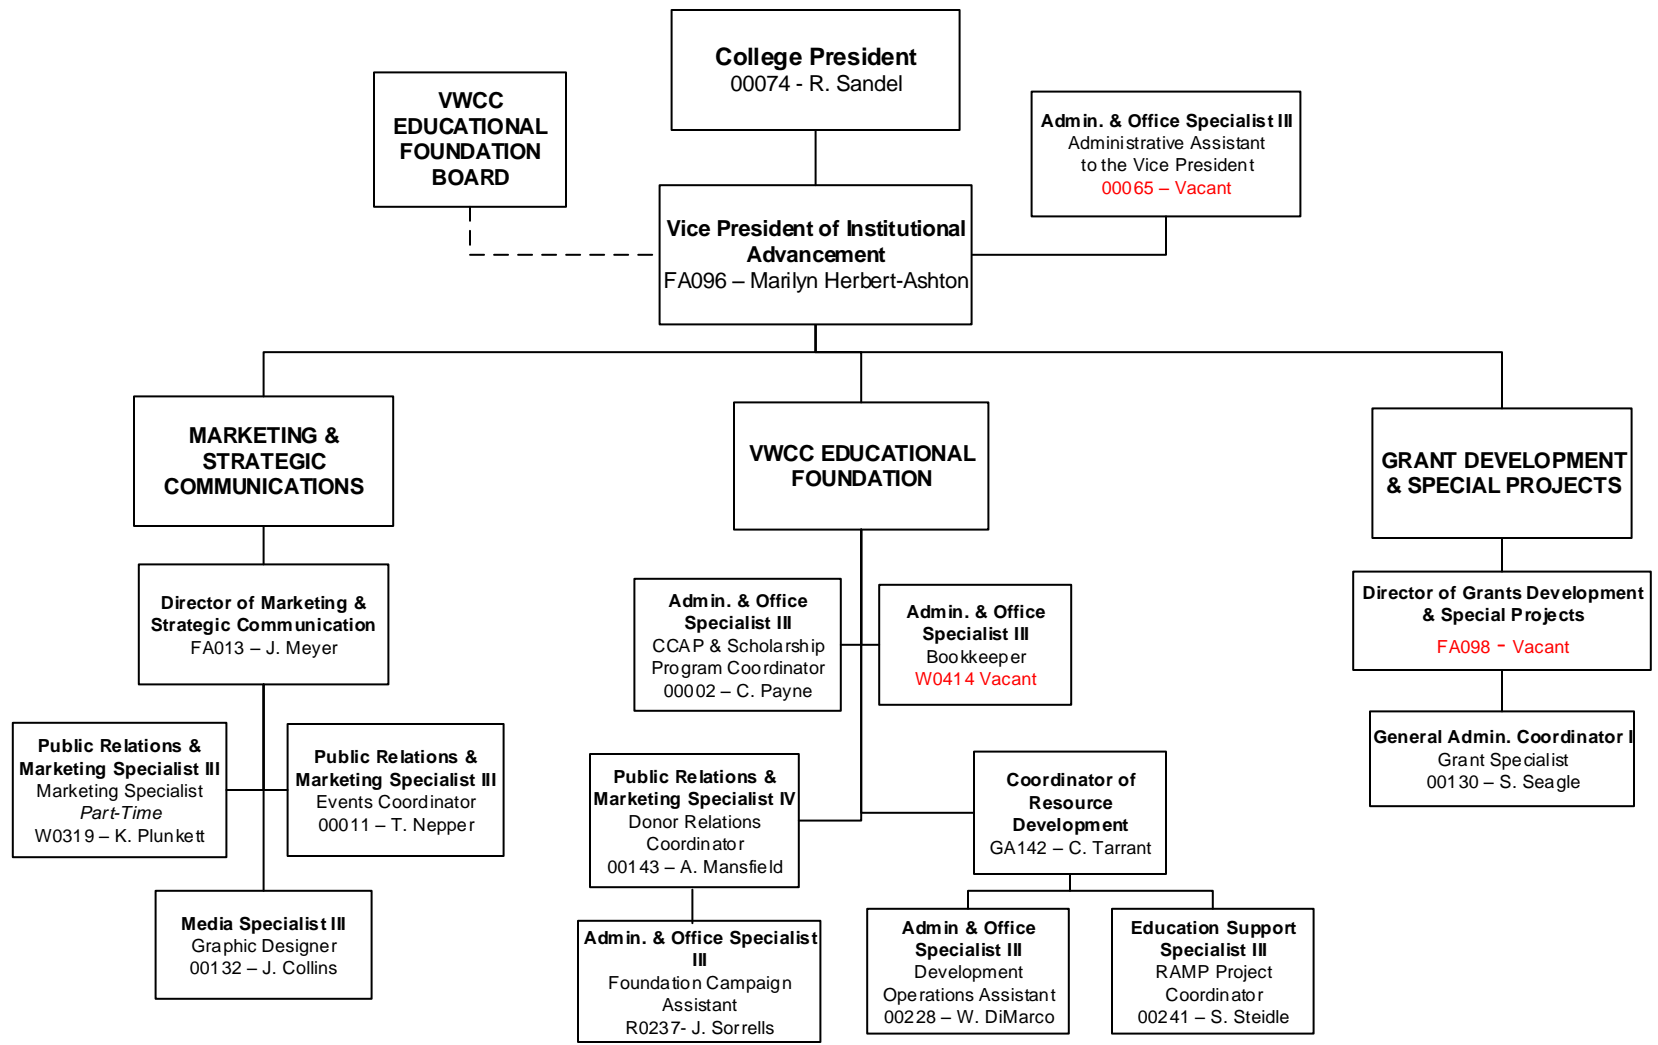 College President
00074 - R. Sandel
VWCC
EDUCATIONAL
FOUNDATION
BOARD
Admin. & Office Specialist III
Administrative Assistant
to the Vice President
00065 – Vacant
Vice President of Institutional
Advancement
FA096 – Marilyn Herbert-Ashton
MARKETING &
STRATEGIC
COMMUNICATIONS
VWCC EDUCATIONAL
FOUNDATION
GRANT DEVELOPMENT
& SPECIAL PROJECTS
Director of Marketing &
Strategic Communication
FA013 – J. Meyer
Admin. & Office
Specialist III
CCAP & Scholarship
Program Coordinator
00002 – C. Payne
Admin. & Office
Specialist III
Bookkeeper
W0414 Vacant
Director of Grants Development
& Special Projects
FA098 - Vacant
Public Relations &
Marketing Specialist III
Marketing Specialist
Part-Time
W0319 – K. Plunkett
Public Relations &
Marketing Specialist III
Events Coordinator
00011 – T. Nepper
Public Relations &
Marketing Specialist IV
Donor Relations
Coordinator
00143 – A. Mansfield
Coordinator of
Resource
Development
GA142 – C. Tarrant
General Admin. Coordinator I
Grant Specialist
00130 – S. Seagle
Media Specialist III
Graphic Designer
00132 – J. Collins
Admin. & Office Specialist
III
Foundation Campaign
Assistant
R0237- J. Sorrells
Admin & Office
Specialist III
Development
Operations Assistant
00228 – W. DiMarco
Education Support
Specialist III
RAMP Project
Coordinator
00241 – S. Steidle